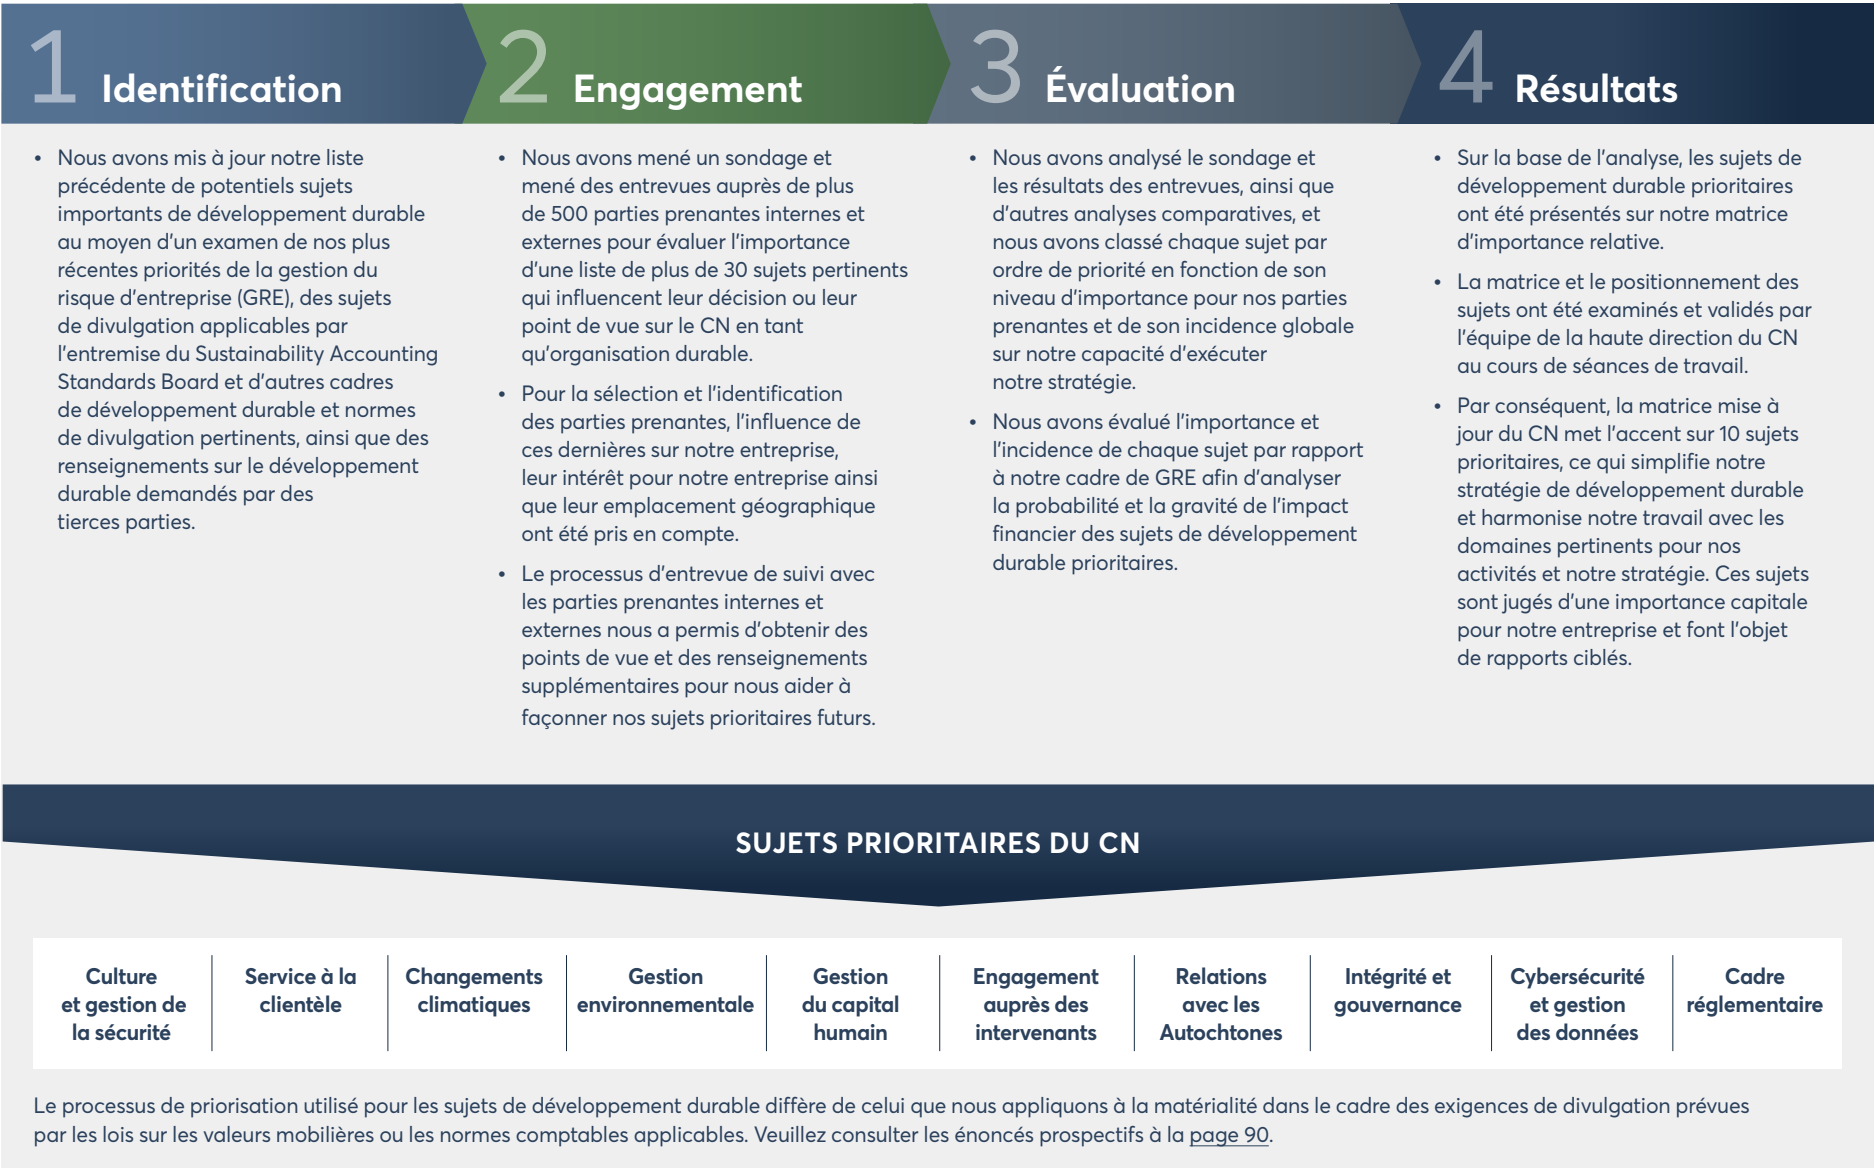 1 Identification
• Nous avons mis à jour notre liste
précédente de potentiels sujets
importants de développement durable
au moyen d'un examen de nos plus
récentes priorités de la gestion du
risque d'entreprise (GRE), des sujets
de divulgation applicables par
l'entremise du Sustainability Accounting
Standards Board et d'autres cadres
de développement durable et normes
de divulgation pertinents, ainsi que des
renseignements sur le développement
durable demandés par des
tierces parties.
2 Engagement
• Nous avons mené un sondage et
mené des entrevues auprès de plus
de 500 parties prenantes internes et
externes pour évaluer l'importance
d'une liste de plus de 30 sujets pertinents
qui influencent leur décision ou leur
point de vue sur le CN en tant
qu'organisation durable.
• Pour la sélection et l'identification
des parties prenantes, l'influence de
ces dernières sur notre entreprise,
leur intérêt pour notre entreprise ainsi
que leur emplacement géographique
ont été pris en compte.
• Le processus d'entrevue de suivi avec
les parties prenantes internes et
externes nous a permis d'obtenir des
points de vue et des renseignements
supplémentaires pour nous aider à
façonner nos sujets prioritaires futurs.
3 Évaluation
• Nous avons analysé le sondage et
les résultats des entrevues, ainsi que
d'autres analyses comparatives, et
nous avons classé chaque sujet par
ordre de priorité en fonction de son
niveau d'importance pour nos parties
prenantes et de son incidence globale
sur notre capacité d'exécuter
notre stratégie.
• Nous avons évalué l'importance et
l'incidence de chaque sujet par rapport
à notre cadre de GRE afin d'analyser
la probabilité et la gravité de l'impact
financier des sujets de développement
durable prioritaires.
4 Résultats
• Sur la base de l'analyse, les sujets de
développement durable prioritaires
ont été présentés sur notre matrice
d'importance relative.
• La matrice et le positionnement des
sujets ont été examinés et validés par
l'équipe de la haute direction du CN
au cours de séances de travail.
• Par conséquent, la matrice mise à
jour du CN met l'accent sur 10 sujets
prioritaires, ce qui simplifie notre
stratégie de développement durable
et harmonise notre travail avec les
domaines pertinents pour nos
activités et notre stratégie. Ces sujets
sont jugés d'une importance capitale
pour notre entreprise et font l'objet
de rapports ciblés.
SUJETS PRIORITAIRES DU CN
Culture
et gestion de
la sécurité
Service à la
clientèle
Changements
climatiques
Gestion
environnementale
Gestion
du capital
humain
Engagement
auprès des
intervenants
Relations
avec les
Autochtones
Intégrité et
gouvernance
Cybersécurité
et gestion
des données
Cadre
réglementaire
Le processus de priorisation utilisé pour les sujets de développement durable diffère de celui que nous appliquons à la matérialité dans le cadre des exigences de divulgation prévues
par les lois sur les valeurs mobilières ou les normes comptables applicables. Veuillez consulter les énoncés prospectifs à la page 90.